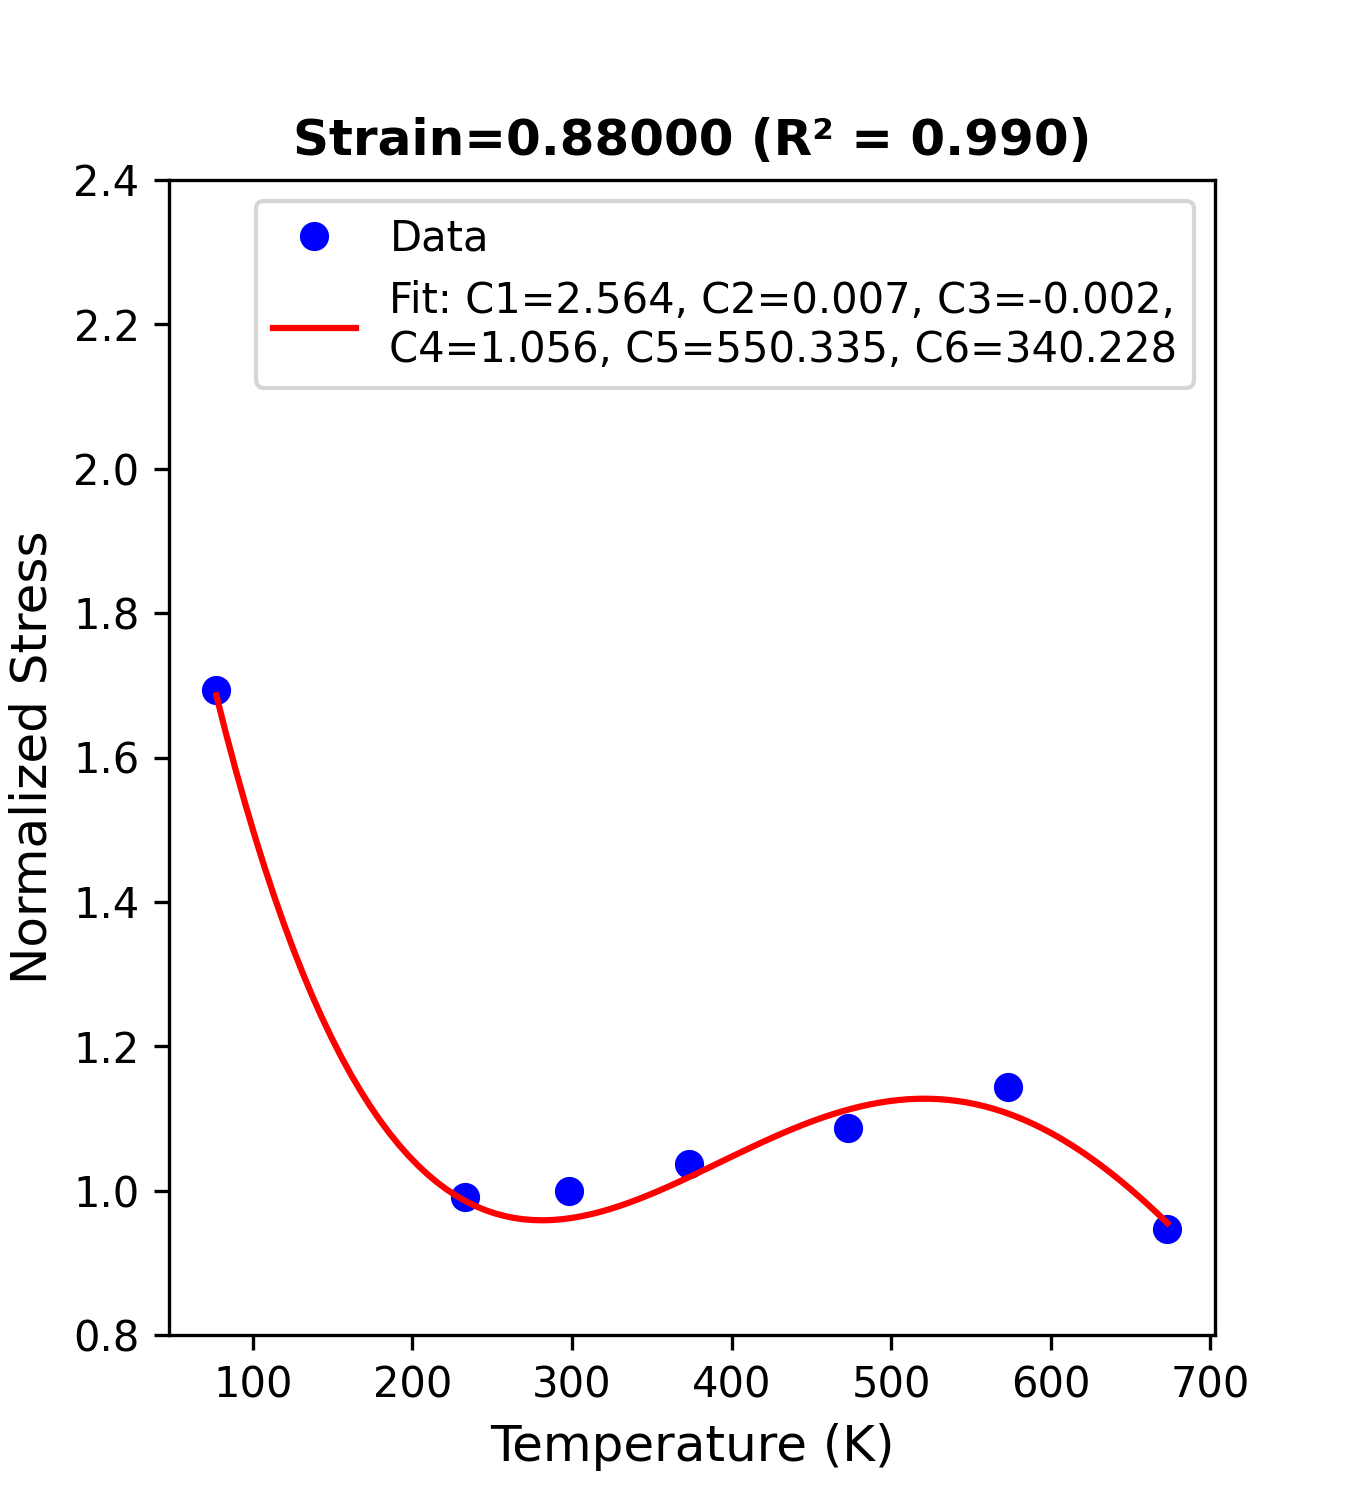 Strain=0.88000 (R² = 0.990)
Data
Fit: C1=2.564, C2=0.007, C3=-0.002,
C4=1.056, C5=550.335, C6=340.228
2.4
2.2
2.0
1.8
1.6
1.4
1.2
1.0
0.8
Normalized Stress
100 200 300 400 500 600 700
Temperature (K)